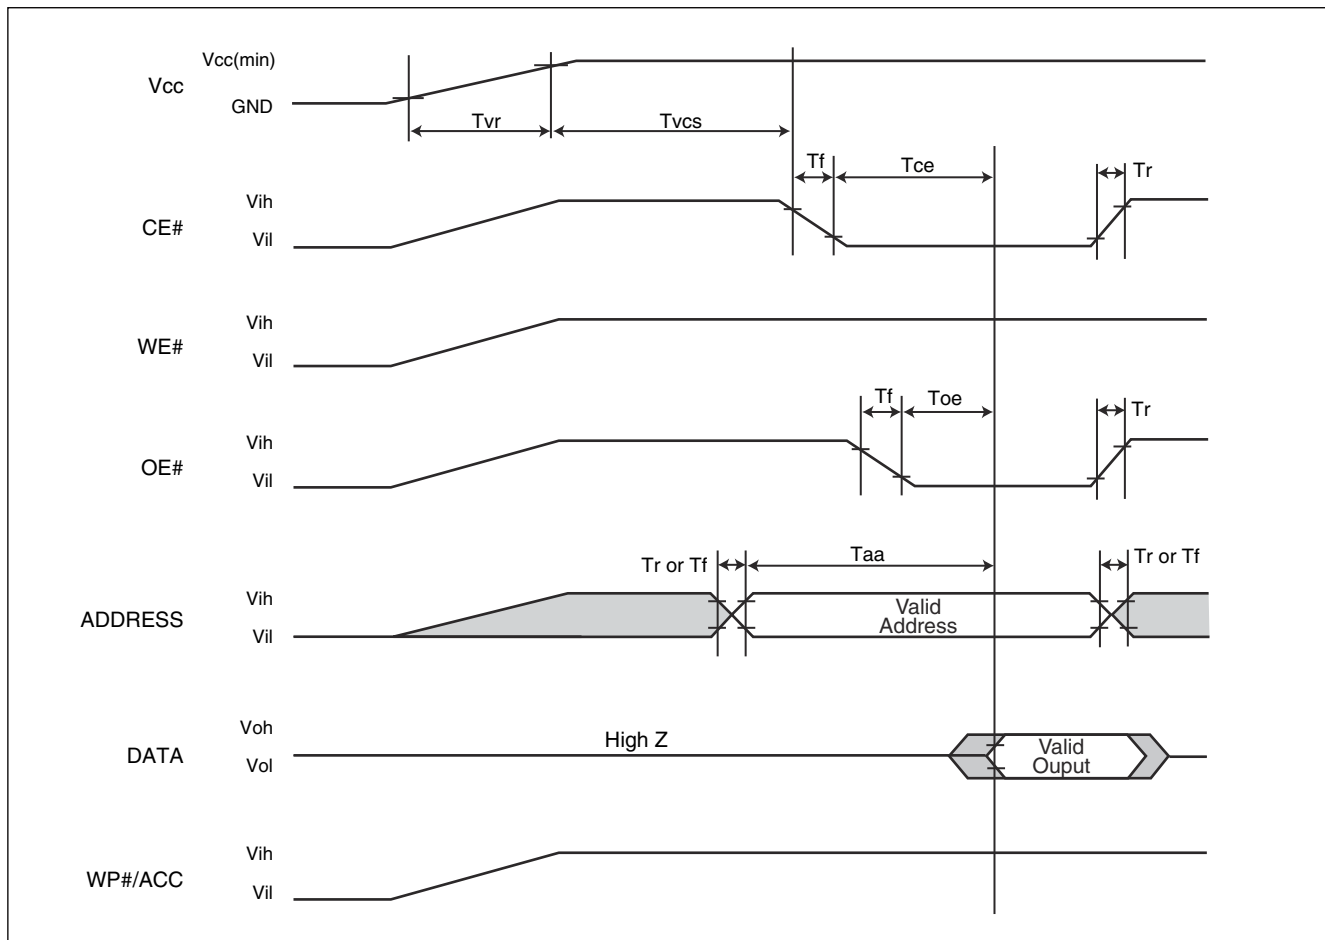 Vcc(min)
Vcc
GND
Tvr
Tvcs
Tf
Tce
Tr
Vih
CE#
Vil
Vih
WE#
Vil
Tf
Toe
Tr
Vih
OE#
Vil
Tr or Tf
Taa
Tr or Tf
Vih
ADDRESS
Vil
Valid
Address
Voh
DATA
Vol
High Z
Valid
Ouput
Vih
WP#/ACC
Vil